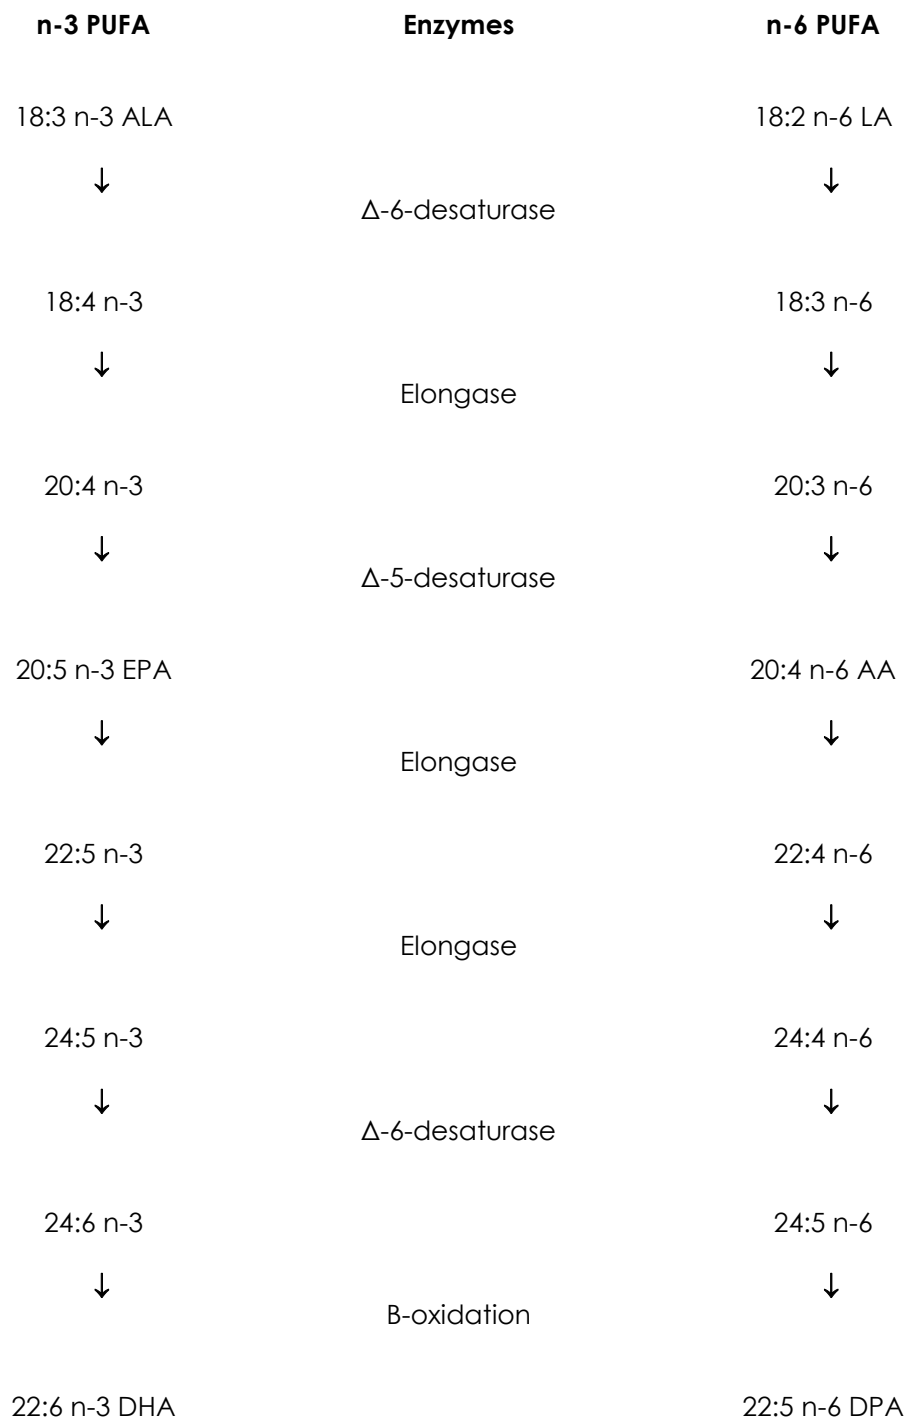 n-3 PUFA Enzymes n-6 PUFA
18:3 n-3 ALA 18:2 n-6 LA
↓ ↓
Δ-6-desaturase
18:4 n-3 18:3 n-6
↓ ↓
Elongase
20:4 n-3 20:3 n-6
↓ ↓
Δ-5-desaturase
20:5 n-3 EPA 20:4 n-6 AA
↓ ↓
Elongase
22:5 n-3 22:4 n-6
↓ ↓
Elongase
24:5 n-3 24:4 n-6
↓ ↓
Δ-6-desaturase
24:6 n-3 24:5 n-6
↓ ↓
B-oxidation
22:6 n-3 DHA 22:5 n-6 DPA